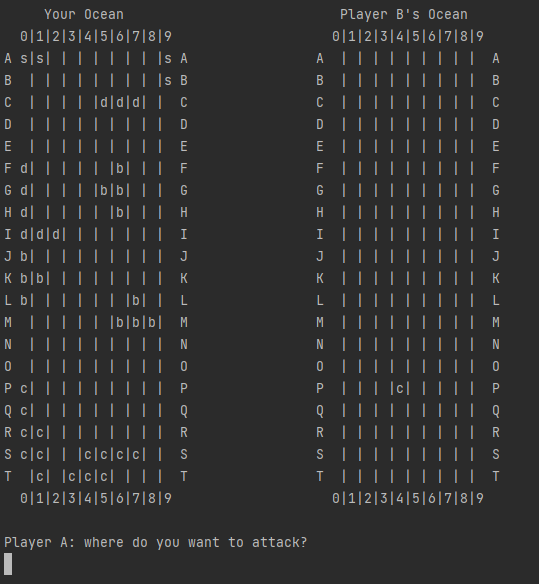 Your Ocean                           Player B's Ocean
  0|1|2|3|4|5|6|7|8|9                    0|1|2|3|4|5|6|7|8|9
A s|s| | | | | | | |s A                A  | | | | | | | | |  A
B  | | | | | | | | |s B                B  | | | | | | | | |  B
C  | | | | |d|d|d| |  C                C  | | | | | | | | |  C
D  | | | | | | | | |  D                D  | | | | | | | | |  D
E  | | | | | | | | |  E                E  | | | | | | | | |  E
F d| | | | | |b| | |  F                F  | | | | | | | | |  F
G d| | | | |b|b| | |  G                G  | | | | | | | | |  G
H d| | | | | |b| | |  H                H  | | | | | | | | |  H
I d|d|d| | | | | | |  I                I  | | | | | | | | |  I
J b| | | | | | | | |  J                J  | | | | | | | | |  J
K b|b| | | | | | | |  K                K  | | | | | | | | |  K
L b| | | | | | |b| |  L                L  | | | | | | | | |  L
M  | | | | | |b|b|b|  M                M  | | | | | | | | |  M
N  | | | | | | | | |  N                N  | | | | | | | | |  N
O  | | | | | | | | |  O                O  | | | | | | | | |  O
P c| | | | | | | | |  P                P  | | | |c| | | | |  P
Q c| | | | | | | | |  Q                Q  | | | | | | | | |  Q
R c|c| | | | | | | |  R                R  | | | | | | | | |  R
S c|c| | |c|c|c|c| |  S                S  | | | | | | | | |  S
T  |c| |c|c|c| | | |  T                T  | | | | | | | | |  T
  0|1|2|3|4|5|6|7|8|9                    0|1|2|3|4|5|6|7|8|9
Player A: where do you want to attack?